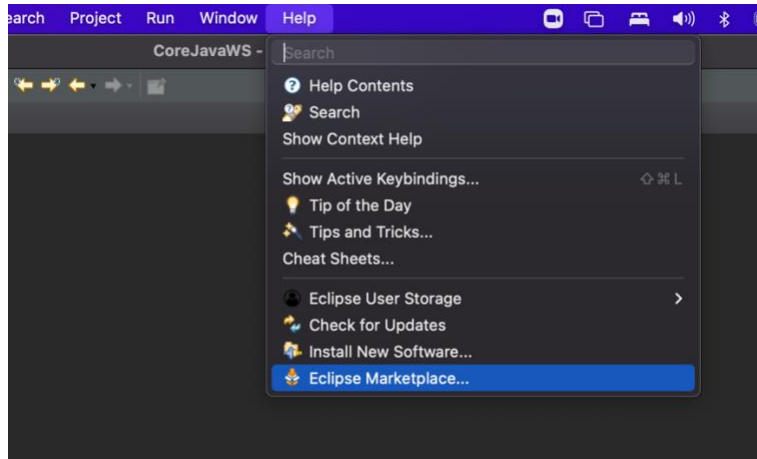 earch Project Run Window Help
CoreJavaWS -
Search
Help Contents
Search
Show Context Help
Show Active Keybindings... ⇧⌘L
Tip of the Day
Tips and Tricks...
Cheat Sheets...
Eclipse User Storage
Check for Updates
Install New Software...
Eclipse Marketplace...